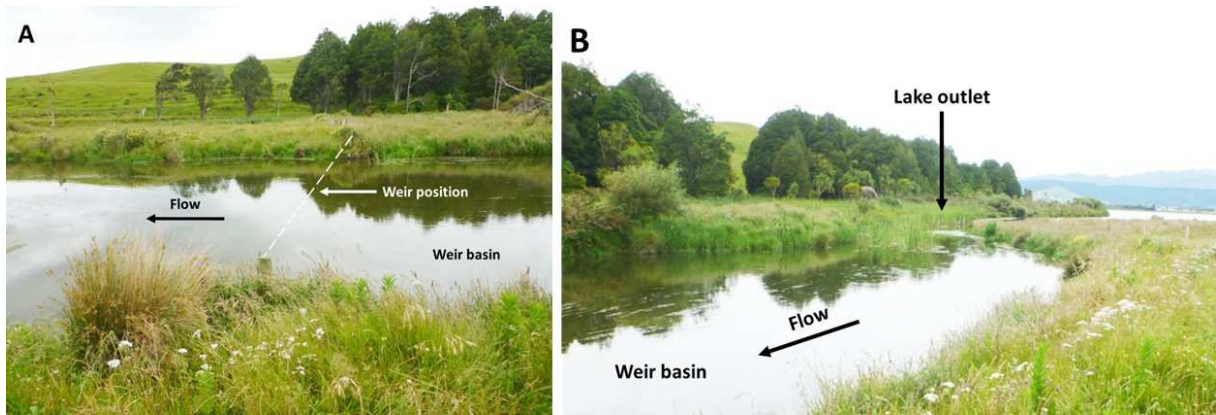 A
Weir position
Flow
Weir basin
B
Lake outlet
Flow
Weir basin